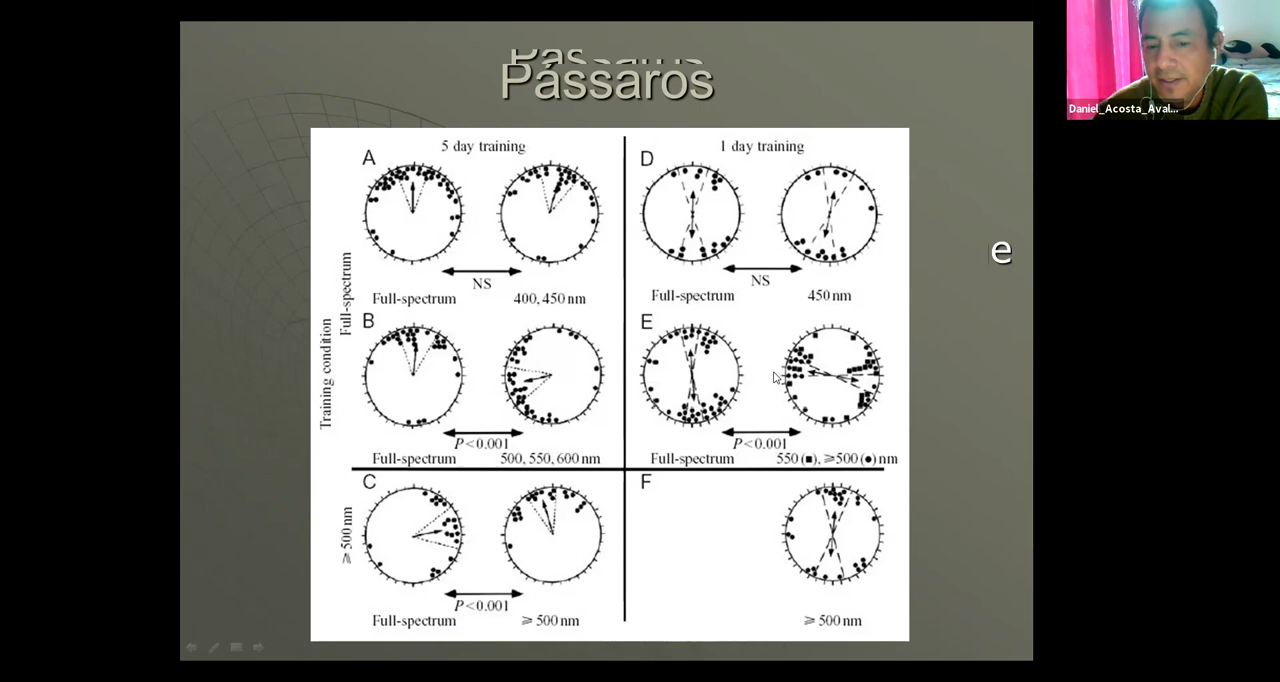 Pássaros
Daniel_Acosta_Aval...
e
5 day training
1 day training
A
D
NS
NS
Full-spectrum
400, 450 nm
Full-spectrum
450 nm
Training condition
Full-spectrum
B
E
P<0.001
P<0.001
Full-spectrum
500, 550, 600 nm
Full-spectrum
550 (■), ⩾500 (●) nm
C
F
⩾ 500 nm
P<0.001
Full-spectrum
⩾ 500 nm
⩾ 500 nm